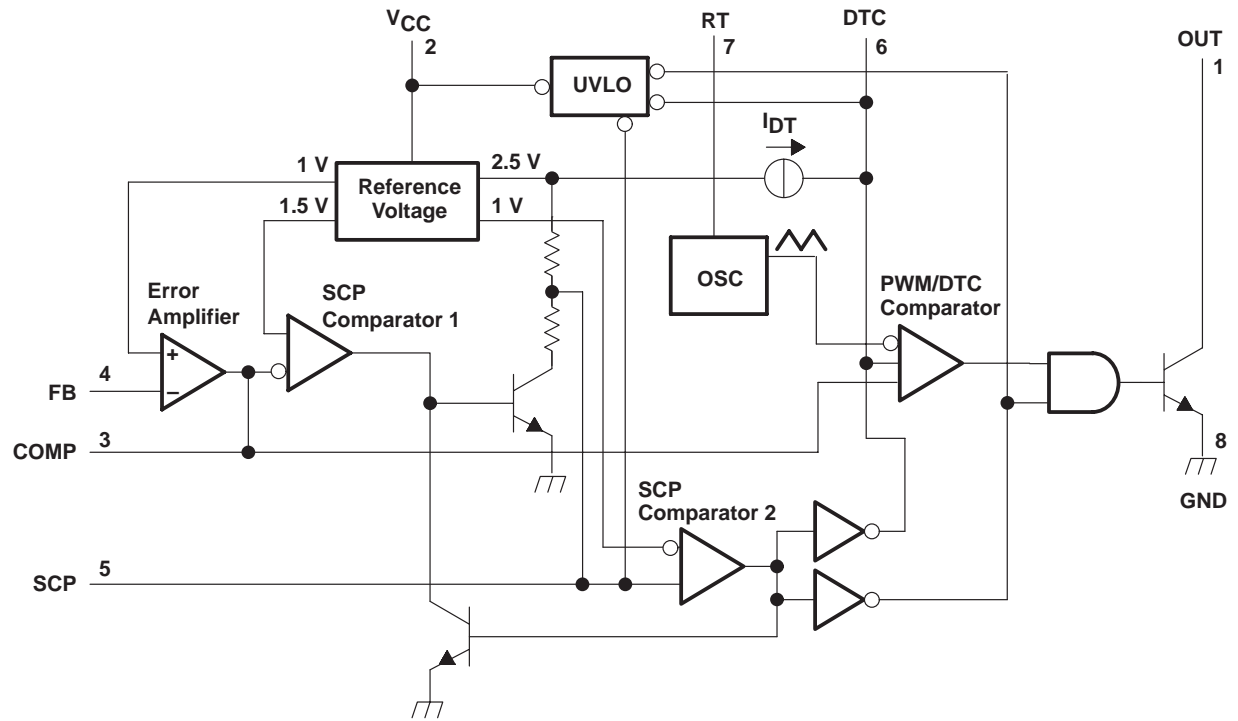 VCC
2
RT
7
DTC
6
OUT
1
UVLO
IDT
1 V
2.5 V
Reference
Voltage
1.5 V
1 V
OSC
Error
Amplifier
SCP
Comparator 1
PWM/DTC
Comparator
+
–
FB
4
COMP
3
8
GND
SCP
Comparator 2
SCP
5